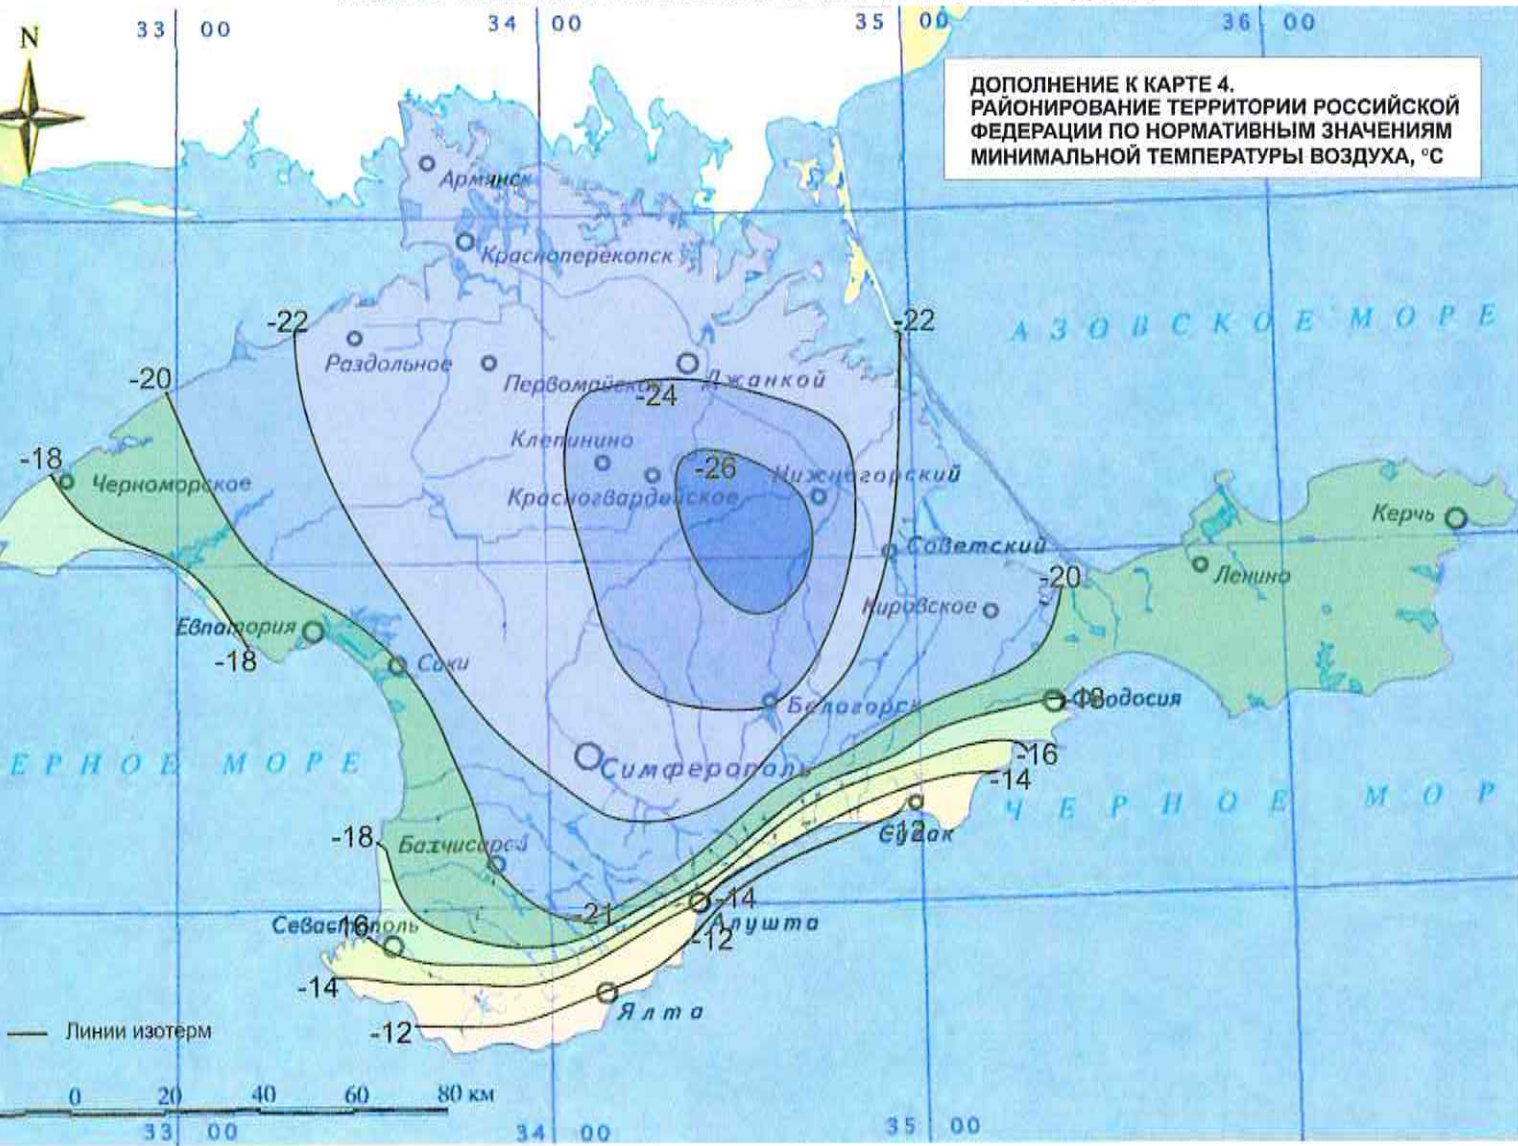 33 00
34 00
35 00
36 00
N
ДОПОЛНЕНИЕ К КАРТЕ 4.
РАЙОНИРОВАНИЕ ТЕРРИТОРИИ РОССИЙСКОЙ
ФЕДЕРАЦИИ ПО НОРМАТИВНЫМ ЗНАЧЕНИЯМ
МИНИМАЛЬНОЙ ТЕМПЕРАТУРЫ ВОЗДУХА, °С
Армянск
Красноперекопск
-22
-22
АЗОВСКОЕ МОРЕ
Раздольное
-20
Первомайское
Джанкой
-24
Клепинино
-18
Черноморское
-26
Нижнегорский
Красногвардейское
Керчь
Советский
-20
Ленино
Кировское
Евпатория
-18
Саки
-18
Феодосия
Белогорск
ЕРНОЕ МОРЕ
Симферополь
-16
-14
ЧЕРНОЕ МОР
-18
Бахчисарай
-12
Судак
-21
-14
Севастополь
-16
Алушта
-12
-14
Ялта
-12
Линии изотерм
0 20 40 60 80 км
33 00
34 00
35 00